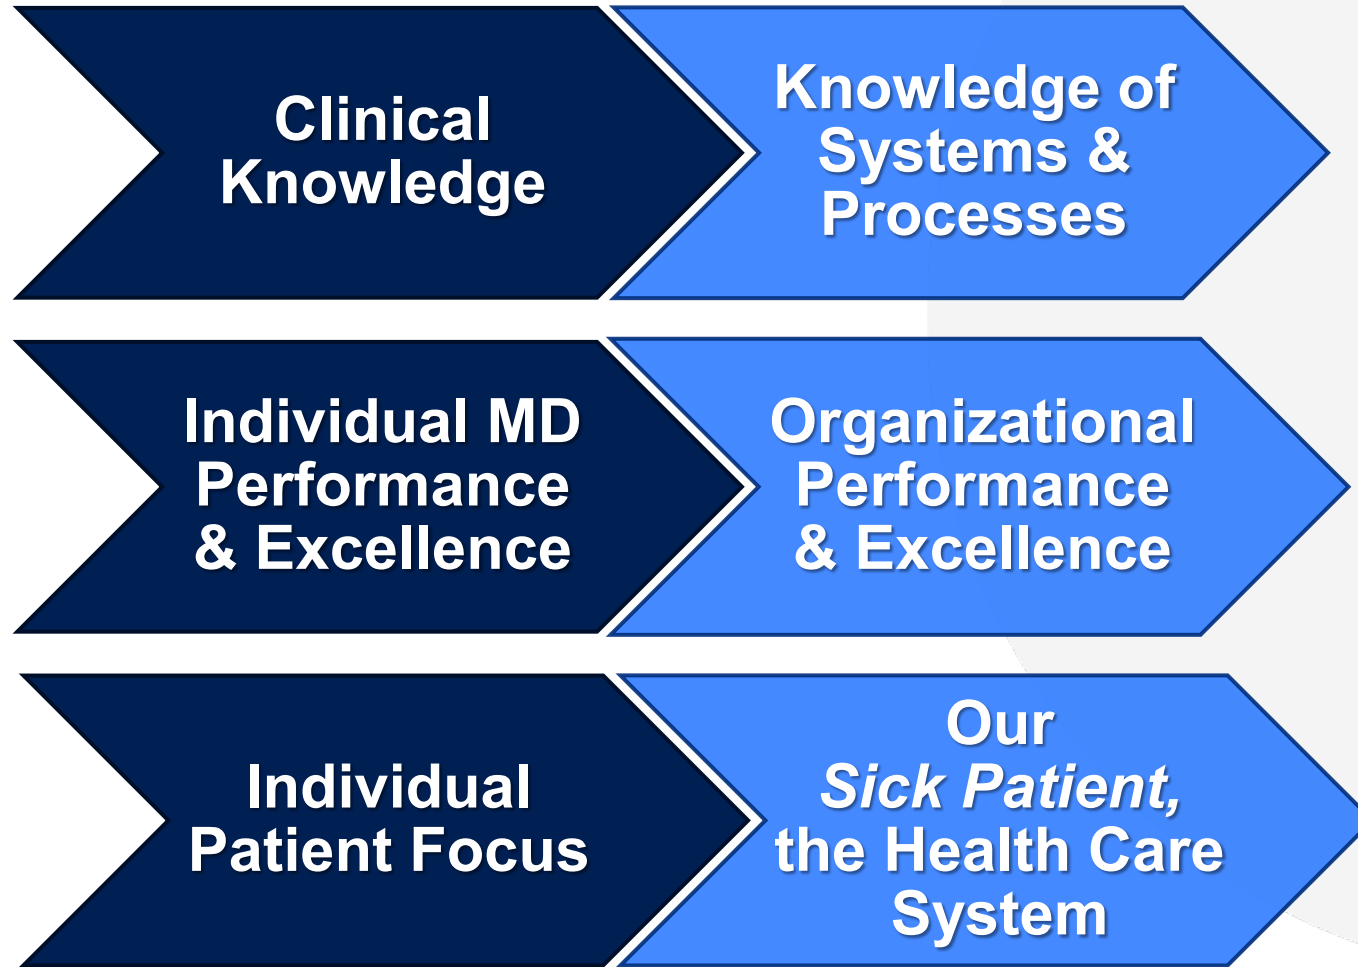 Clinical
Knowledge
Knowledge of
Systems &
Processes
Individual MD
Performance
& Excellence
Organizational
Performance
& Excellence
Individual
Patient Focus
Our
Sick Patient,
the Health Care
System